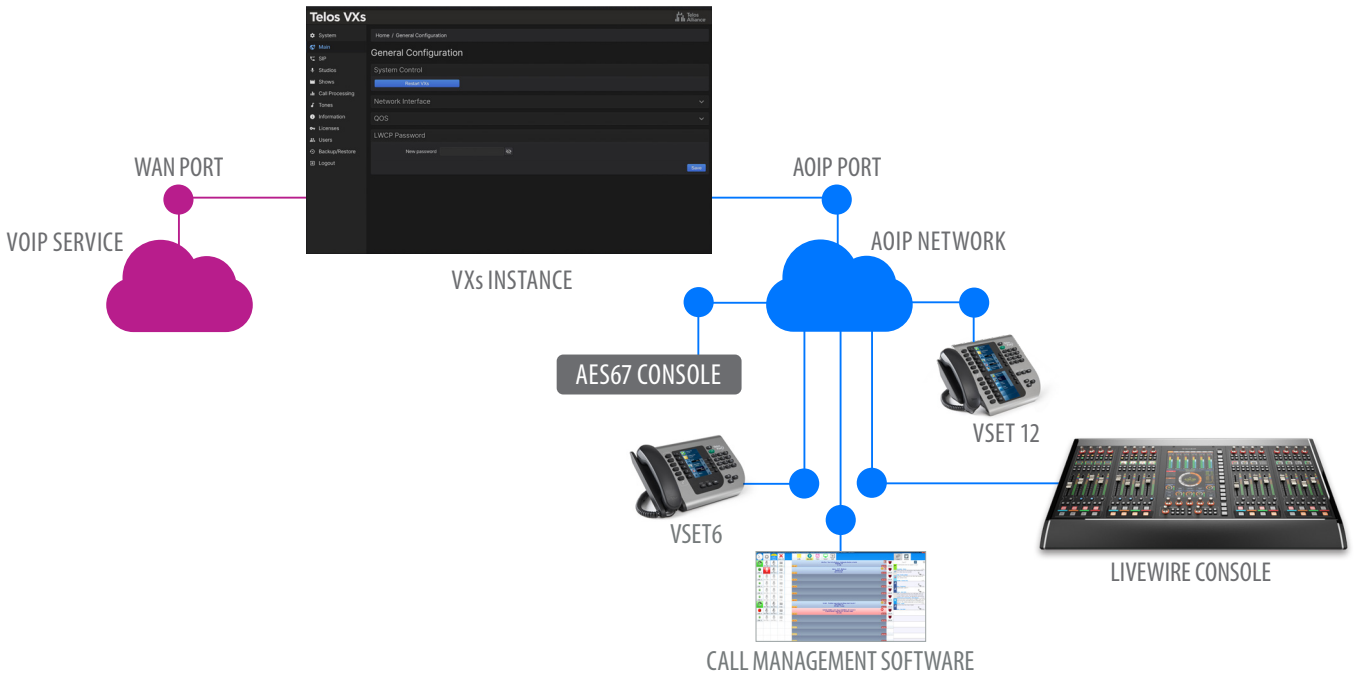 Telos VXs
Telos
Alliance
System
Home / General Configuration
Main
SIP
General Configuration
Studios
System Control
Shows
Restart VXs
Call Processing
Tones
Network Interface
Information
QOS
Licenses
Users
LWCP Password
Backup/Restore
New password
Logout
Save
WAN PORT
AOIP PORT
VOIP SERVICE
AOIP NETWORK
VXs INSTANCE
AES67 CONSOLE
VSET 12
VSET6
LIVEWIRE CONSOLE
CALL MANAGEMENT SOFTWARE